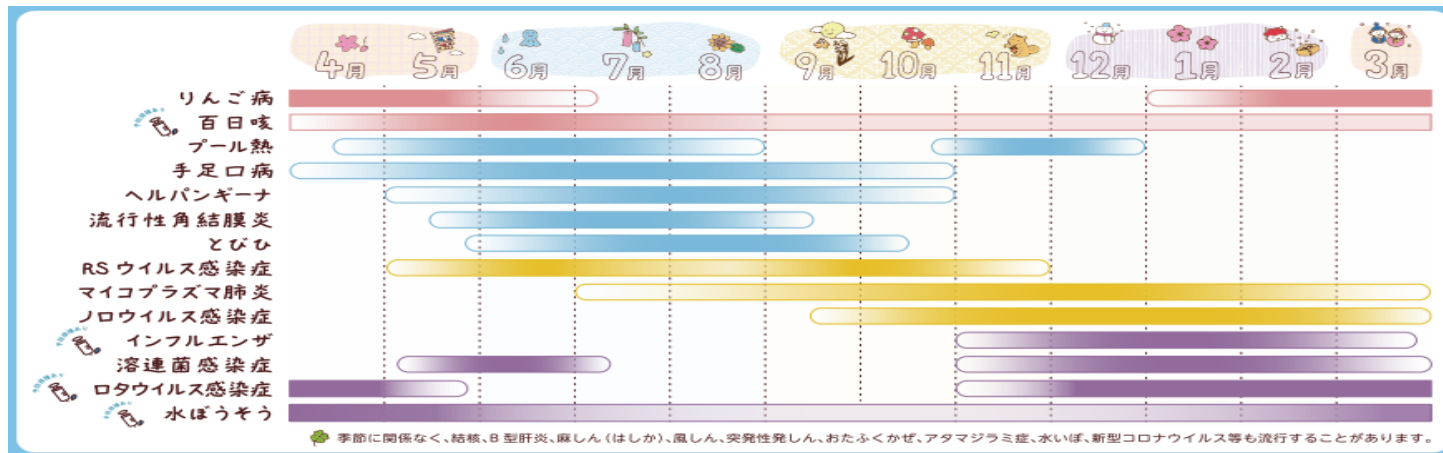 4月 5月 6月 7月 8月 9月 10月 11月 12月 1月 2月 3月
りんご病
百日咳
プール熱
手足口病
ヘルパンギーナ
流行性角結膜炎
とびひ
RSウイルス感染症
マイコプラズマ肺炎
ノロウイルス感染症
インフルエンザ
溶連菌感染症
ロタウイルス感染症
水ぼうそう
季節に関係なく、結核、B型肝炎、麻しん(はしか)、風しん、突発性発しん、おたふくかぜ、アタマジラミ症、水いぼ、新型コロナウイルス等も流行することがあります。